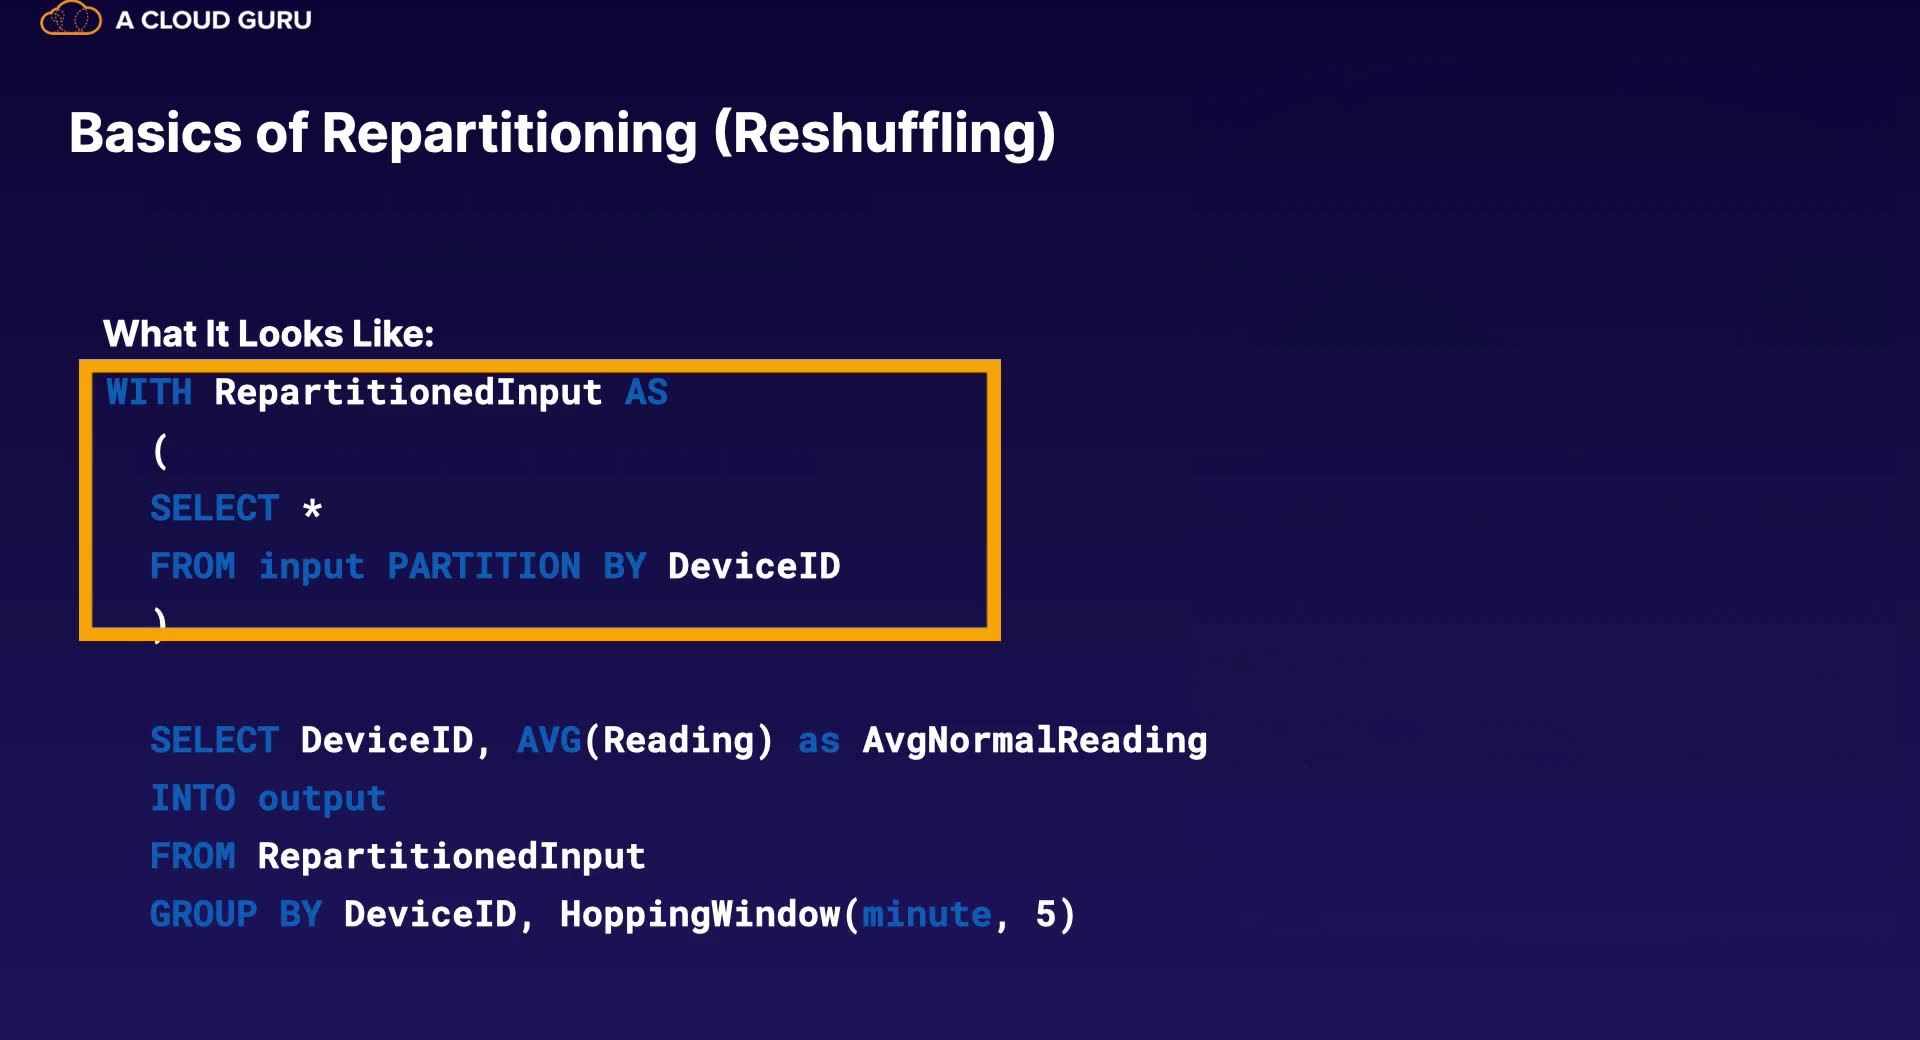 A CLOUD GURU
Basics of Repartitioning (Reshuffling)
What It Looks Like:
WITH RepartitionedInput AS
(
SELECT *
FROM input PARTITION BY DeviceID
)
SELECT DeviceID, AVG(Reading) as AvgNormalReading
INTO output
FROM RepartitionedInput
GROUP BY DeviceID, HoppingWindow(minute, 5)